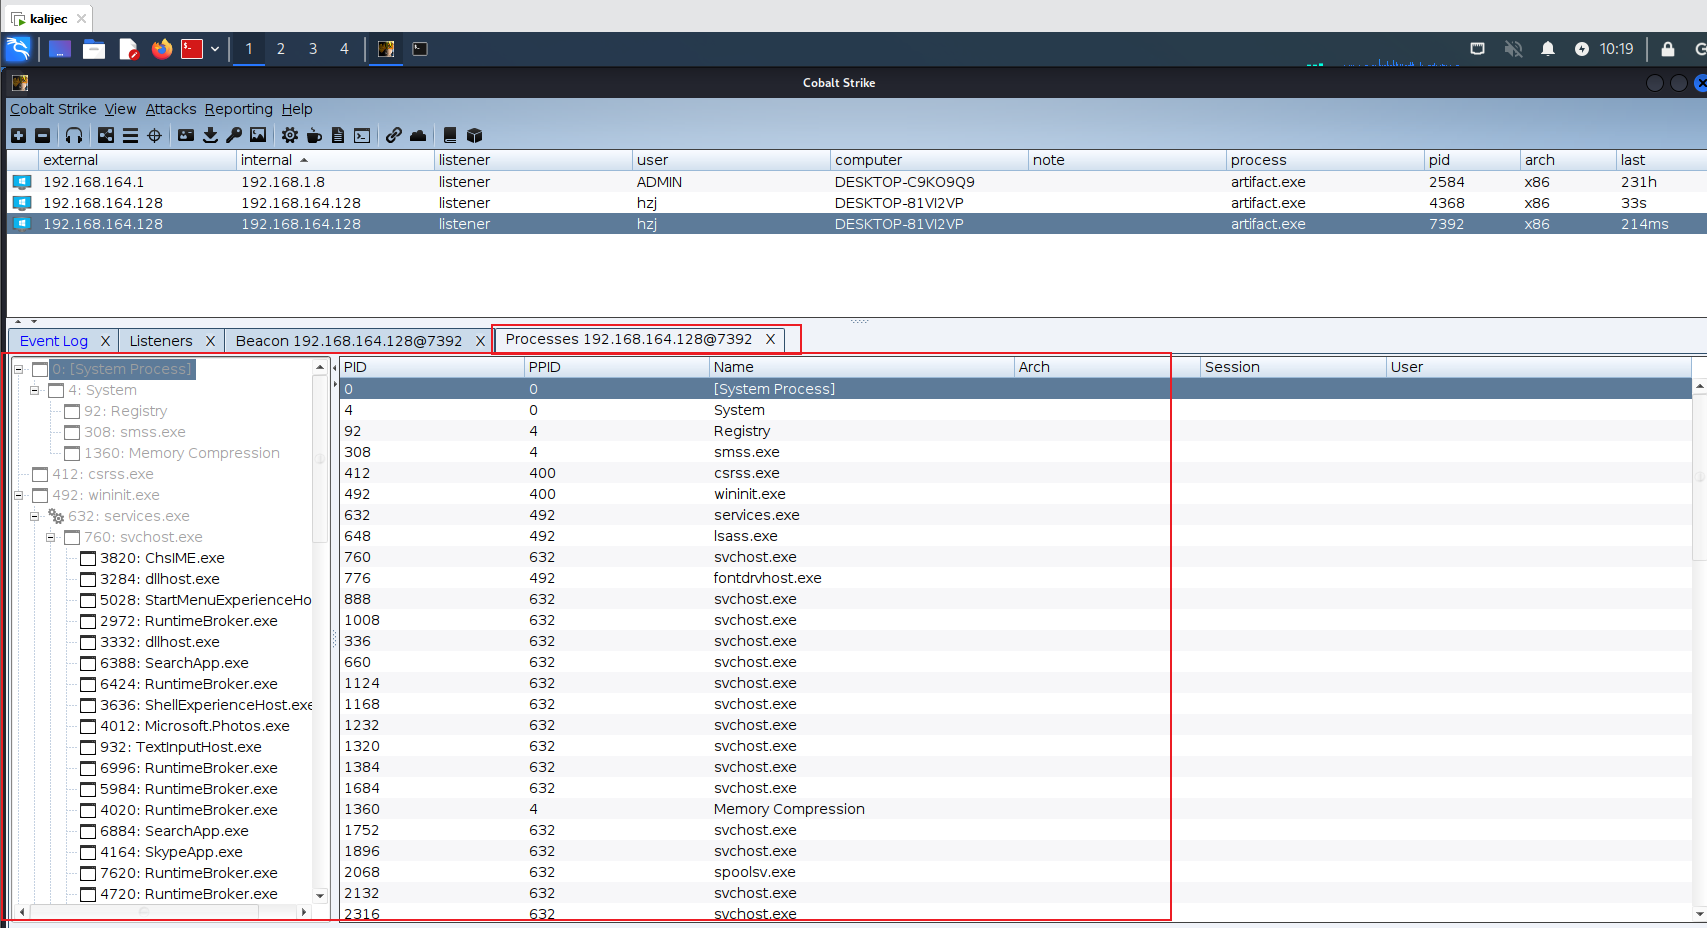 kalijec
1 2 3 4 10:19
Cobalt Strike
Cobalt Strike View Attacks Reporting Help
external internal listener user computer note process pid arch last
192.168.164.1 192.168.1.8 listener ADMIN DESKTOP-C9KO9Q9 artifact.exe 2584 x86 231h
192.168.164.128 192.168.164.128 listener hzj DESKTOP-81VI2VP artifact.exe 4368 x86 33s
192.168.164.128 192.168.164.128 listener hzj DESKTOP-81VI2VP artifact.exe 7392 x86 214ms
Event Log X Listeners X Beacon 192.168.164.128@7392 X Processes 192.168.164.128@7392 X
0: [System Process]
4: System
92: Registry
308: smss.exe
1360: Memory Compression
412: csrss.exe
492: wininit.exe
632: services.exe
760: svchost.exe
3820: ChsIME.exe
3284: dllhost.exe
5028: StartMenuExperienceHo
2972: RuntimeBroker.exe
3332: dllhost.exe
6388: SearchApp.exe
6424: RuntimeBroker.exe
3636: ShellExperienceHost.exe
4012: Microsoft.Photos.exe
932: TextInputHost.exe
6996: RuntimeBroker.exe
5984: RuntimeBroker.exe
4020: RuntimeBroker.exe
6884: SearchApp.exe
4164: SkypeApp.exe
7620: RuntimeBroker.exe
4720: RuntimeBroker.exe
PID PPID Name Arch Session User
0 0 [System Process]
4 0 System
92 4 Registry
308 4 smss.exe
412 400 csrss.exe
492 400 wininit.exe
632 492 services.exe
648 492 lsass.exe
760 632 svchost.exe
776 492 fontdrvhost.exe
888 632 svchost.exe
1008 632 svchost.exe
336 632 svchost.exe
660 632 svchost.exe
1124 632 svchost.exe
1168 632 svchost.exe
1232 632 svchost.exe
1320 632 svchost.exe
1384 632 svchost.exe
1684 632 svchost.exe
1360 4 Memory Compression
1752 632 svchost.exe
1896 632 svchost.exe
2068 632 spoolsv.exe
2132 632 svchost.exe
2316 632 svchost.exe